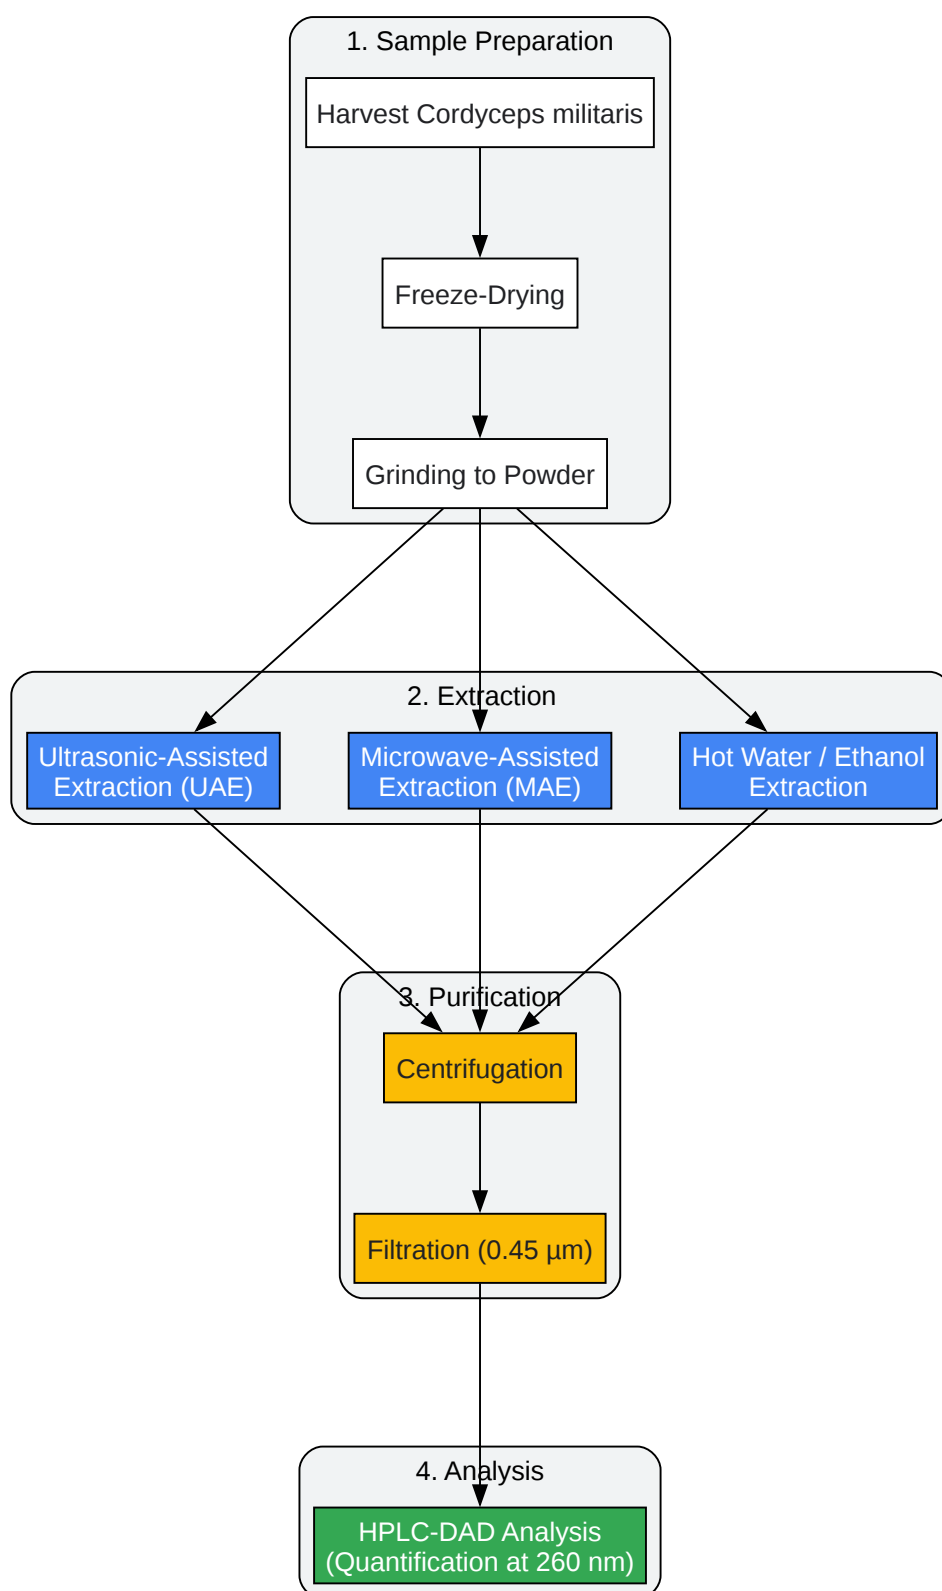 1. Sample Preparation
Harvest Cordyceps militaris
Freeze-Drying
Grinding to Powder
2. Extraction
Ultrasonic-Assisted
Extraction (UAE)
Microwave-Assisted
Extraction (MAE)
Hot Water / Ethanol
Extraction
3. Purification
Centrifugation
Filtration (0.45 µm)
4. Analysis
HPLC-DAD Analysis
(Quantification at 260 nm)